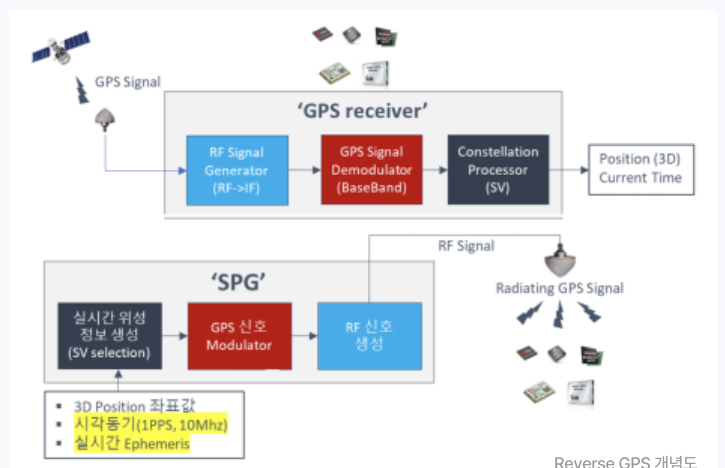 GPS Signal
'GPS receiver'
RF Signal
Generator
(RF->IF)
GPS Signal
Demodulator
(BaseBand)
Constellation
Processor
(SV)
Position (3D)
Current Time
RF Signal
'SPG'
Radiating GPS Signal
실시간 위성
정보 생성
(SV selection)
GPS 신호
Modulator
RF 신호
생성
▪ 3D Position 좌표값
▪ 시각동기(1PPS, 10Mhz)
▪ 실시간 Ephemeris
Reverse GPS 개념도